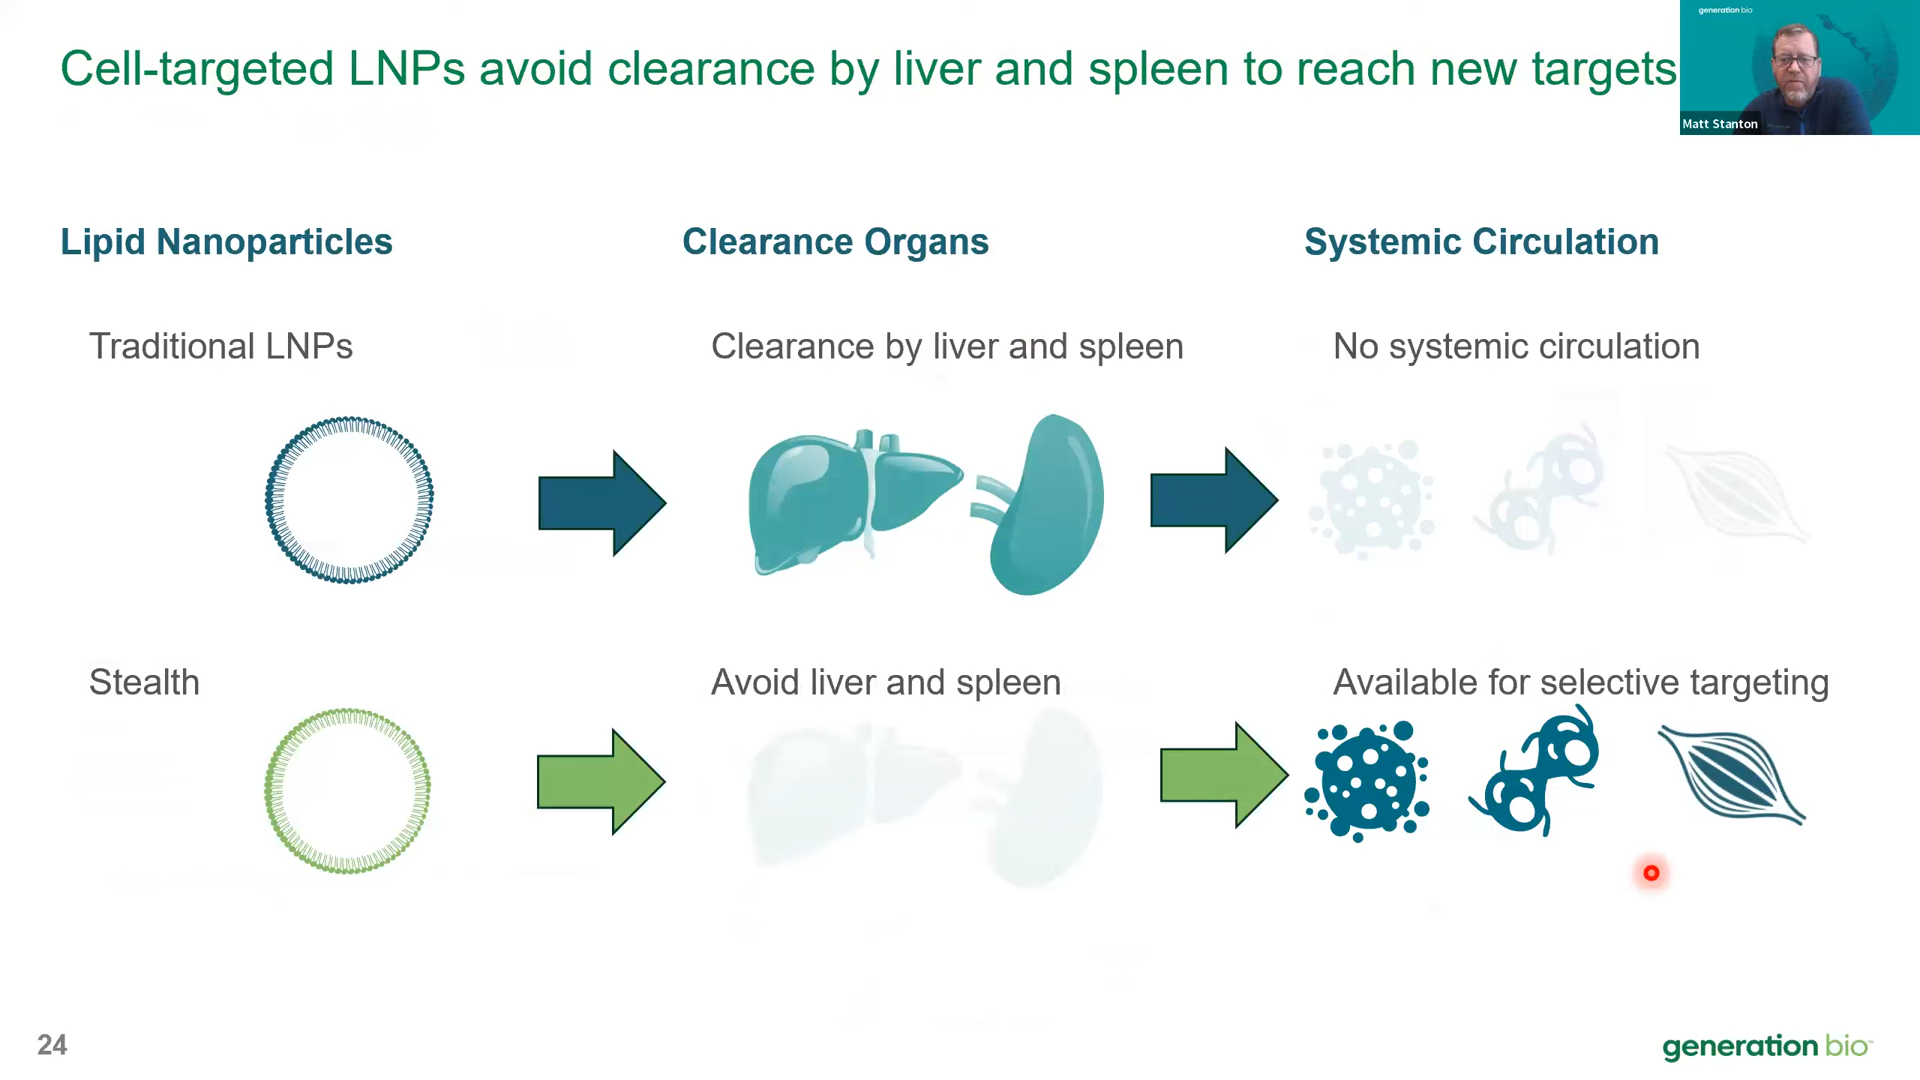 Cell-targeted LNPs avoid clearance by liver and spleen to reach new targets
generation bio
Matt Stanton
Lipid Nanoparticles
Clearance Organs
Systemic Circulation
Traditional LNPs
Clearance by liver and spleen
No systemic circulation
Stealth
Avoid liver and spleen
Available for selective targeting
24
generation bio™